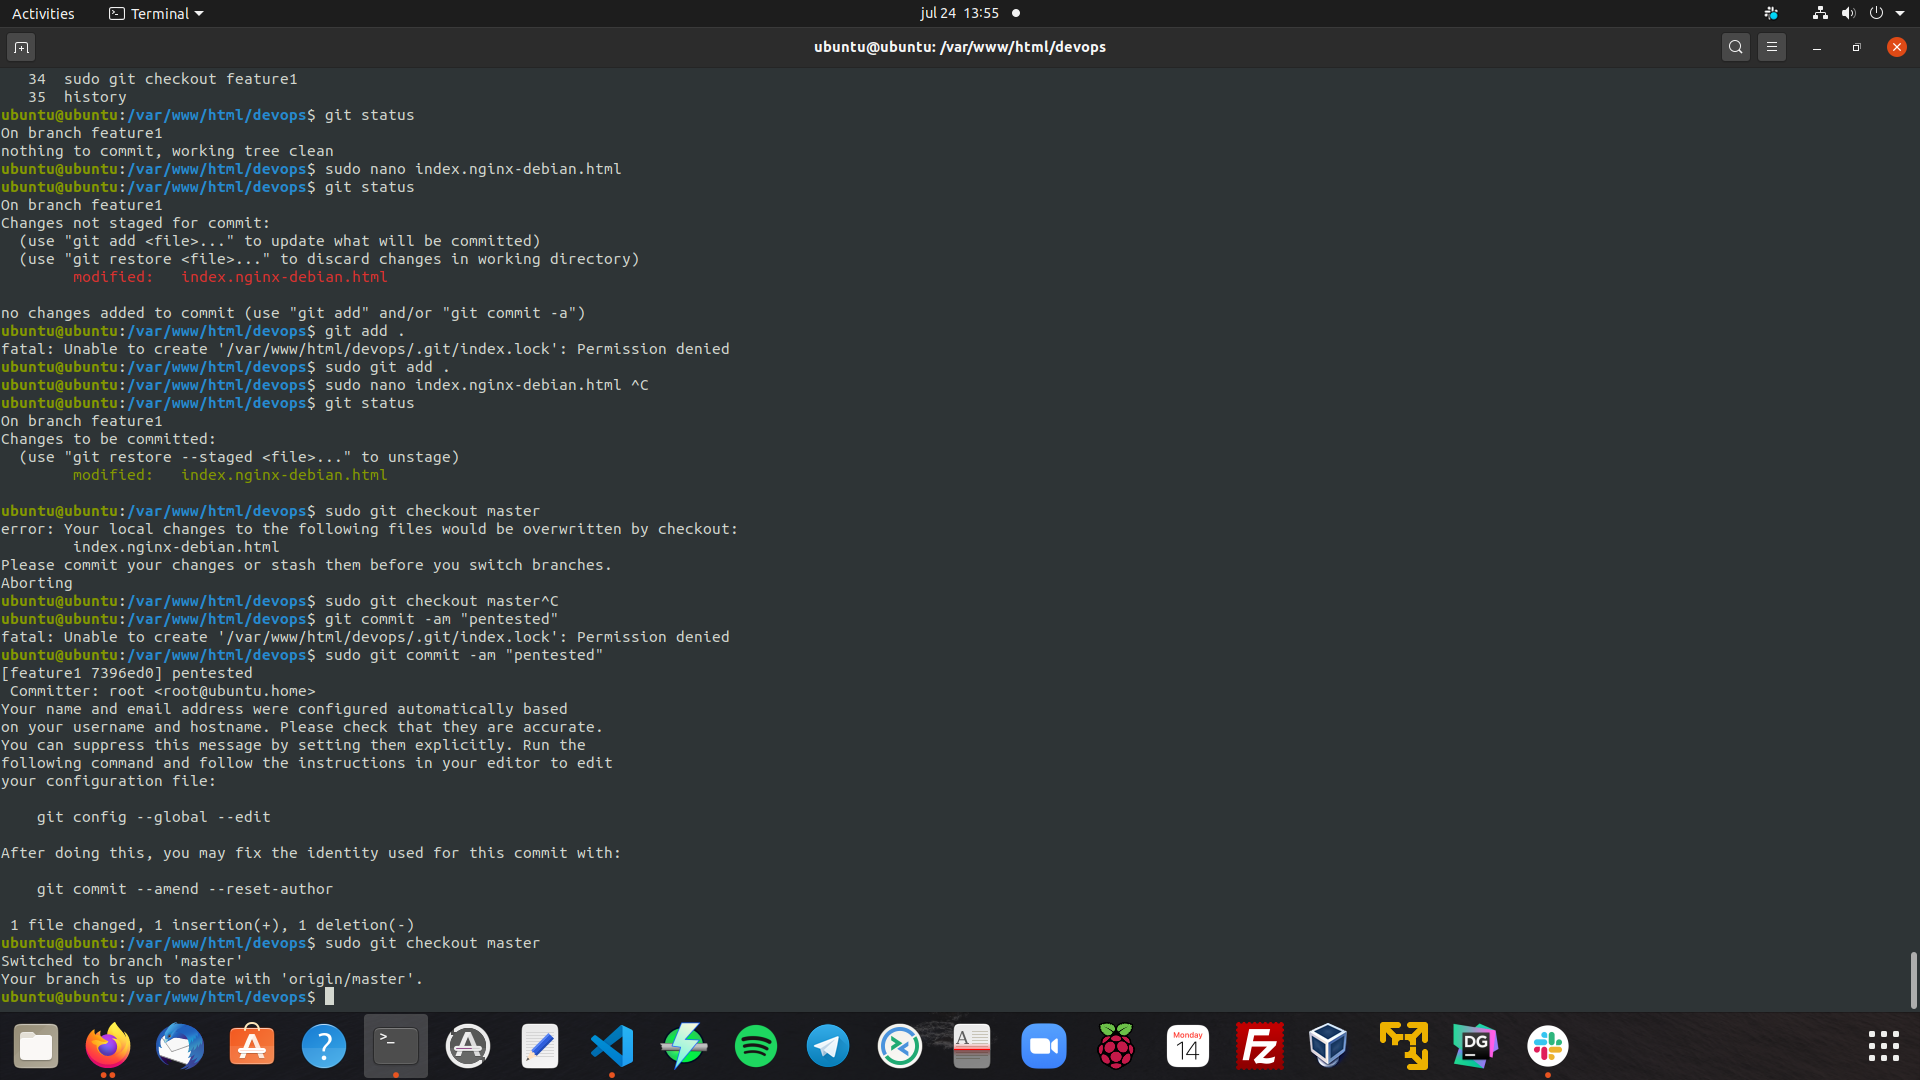 Activities
Terminal
jul 24 13:55
ubuntu@ubuntu: /var/www/html/devops
   34  sudo git checkout feature1
   35  history
ubuntu@ubuntu:/var/www/html/devops$ git status
On branch feature1
nothing to commit, working tree clean
ubuntu@ubuntu:/var/www/html/devops$ sudo nano index.nginx-debian.html
ubuntu@ubuntu:/var/www/html/devops$ git status
On branch feature1
Changes not staged for commit:
  (use "git add <file>..." to update what will be committed)
  (use "git restore <file>..." to discard changes in working directory)
        modified:   index.nginx-debian.html
no changes added to commit (use "git add" and/or "git commit -a")
ubuntu@ubuntu:/var/www/html/devops$ git add .
fatal: Unable to create '/var/www/html/devops/.git/index.lock': Permission denied
ubuntu@ubuntu:/var/www/html/devops$ sudo git add .
ubuntu@ubuntu:/var/www/html/devops$ sudo nano index.nginx-debian.html ^C
ubuntu@ubuntu:/var/www/html/devops$ git status
On branch feature1
Changes to be committed:
  (use "git restore --staged <file>..." to unstage)
        modified:   index.nginx-debian.html
ubuntu@ubuntu:/var/www/html/devops$ sudo git checkout master
error: Your local changes to the following files would be overwritten by checkout:
        index.nginx-debian.html
Please commit your changes or stash them before you switch branches.
Aborting
ubuntu@ubuntu:/var/www/html/devops$ sudo git checkout master^C
ubuntu@ubuntu:/var/www/html/devops$ git commit -am "pentested"
fatal: Unable to create '/var/www/html/devops/.git/index.lock': Permission denied
ubuntu@ubuntu:/var/www/html/devops$ sudo git commit -am "pentested"
[feature1 7396ed0] pentested
 Committer: root <root@ubuntu.home>
Your name and email address were configured automatically based
on your username and hostname. Please check that they are accurate.
You can suppress this message by setting them explicitly. Run the
following command and follow the instructions in your editor to edit
your configuration file:
    git config --global --edit
After doing this, you may fix the identity used for this commit with:
    git commit --amend --reset-author
 1 file changed, 1 insertion(+), 1 deletion(-)
ubuntu@ubuntu:/var/www/html/devops$ sudo git checkout master
Switched to branch 'master'
Your branch is up to date with 'origin/master'.
ubuntu@ubuntu:/var/www/html/devops$
?
>_
A
Monday
14
Fz
DG